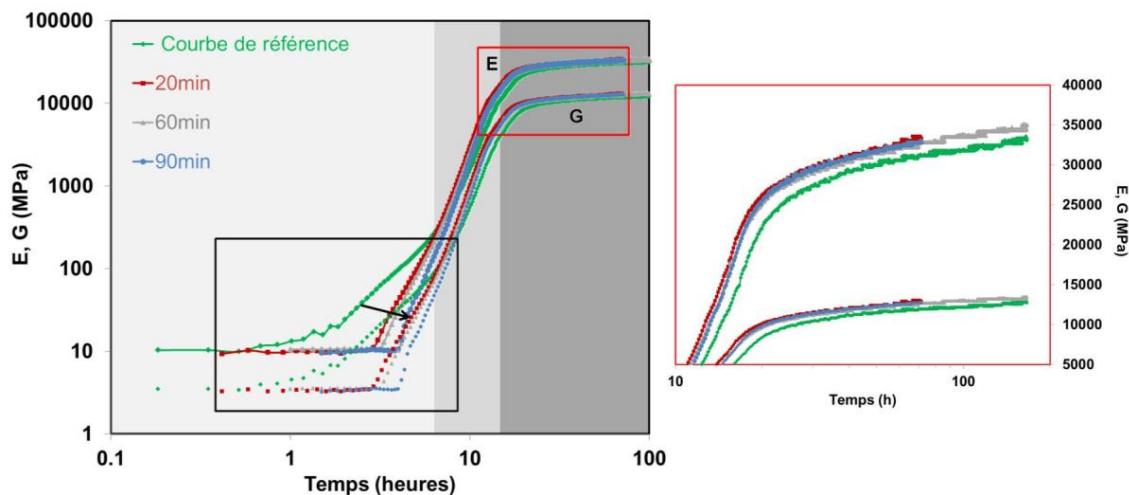 100000
10000
1000
100
10
1
E, G (MPa)
Courbe de référence
20min
60min
90min
E
G
0.1
1
10
100
Temps (heures)
40000
35000
30000
25000
20000
15000
10000
5000
E, G (MPa)
10
100
Temps (h)